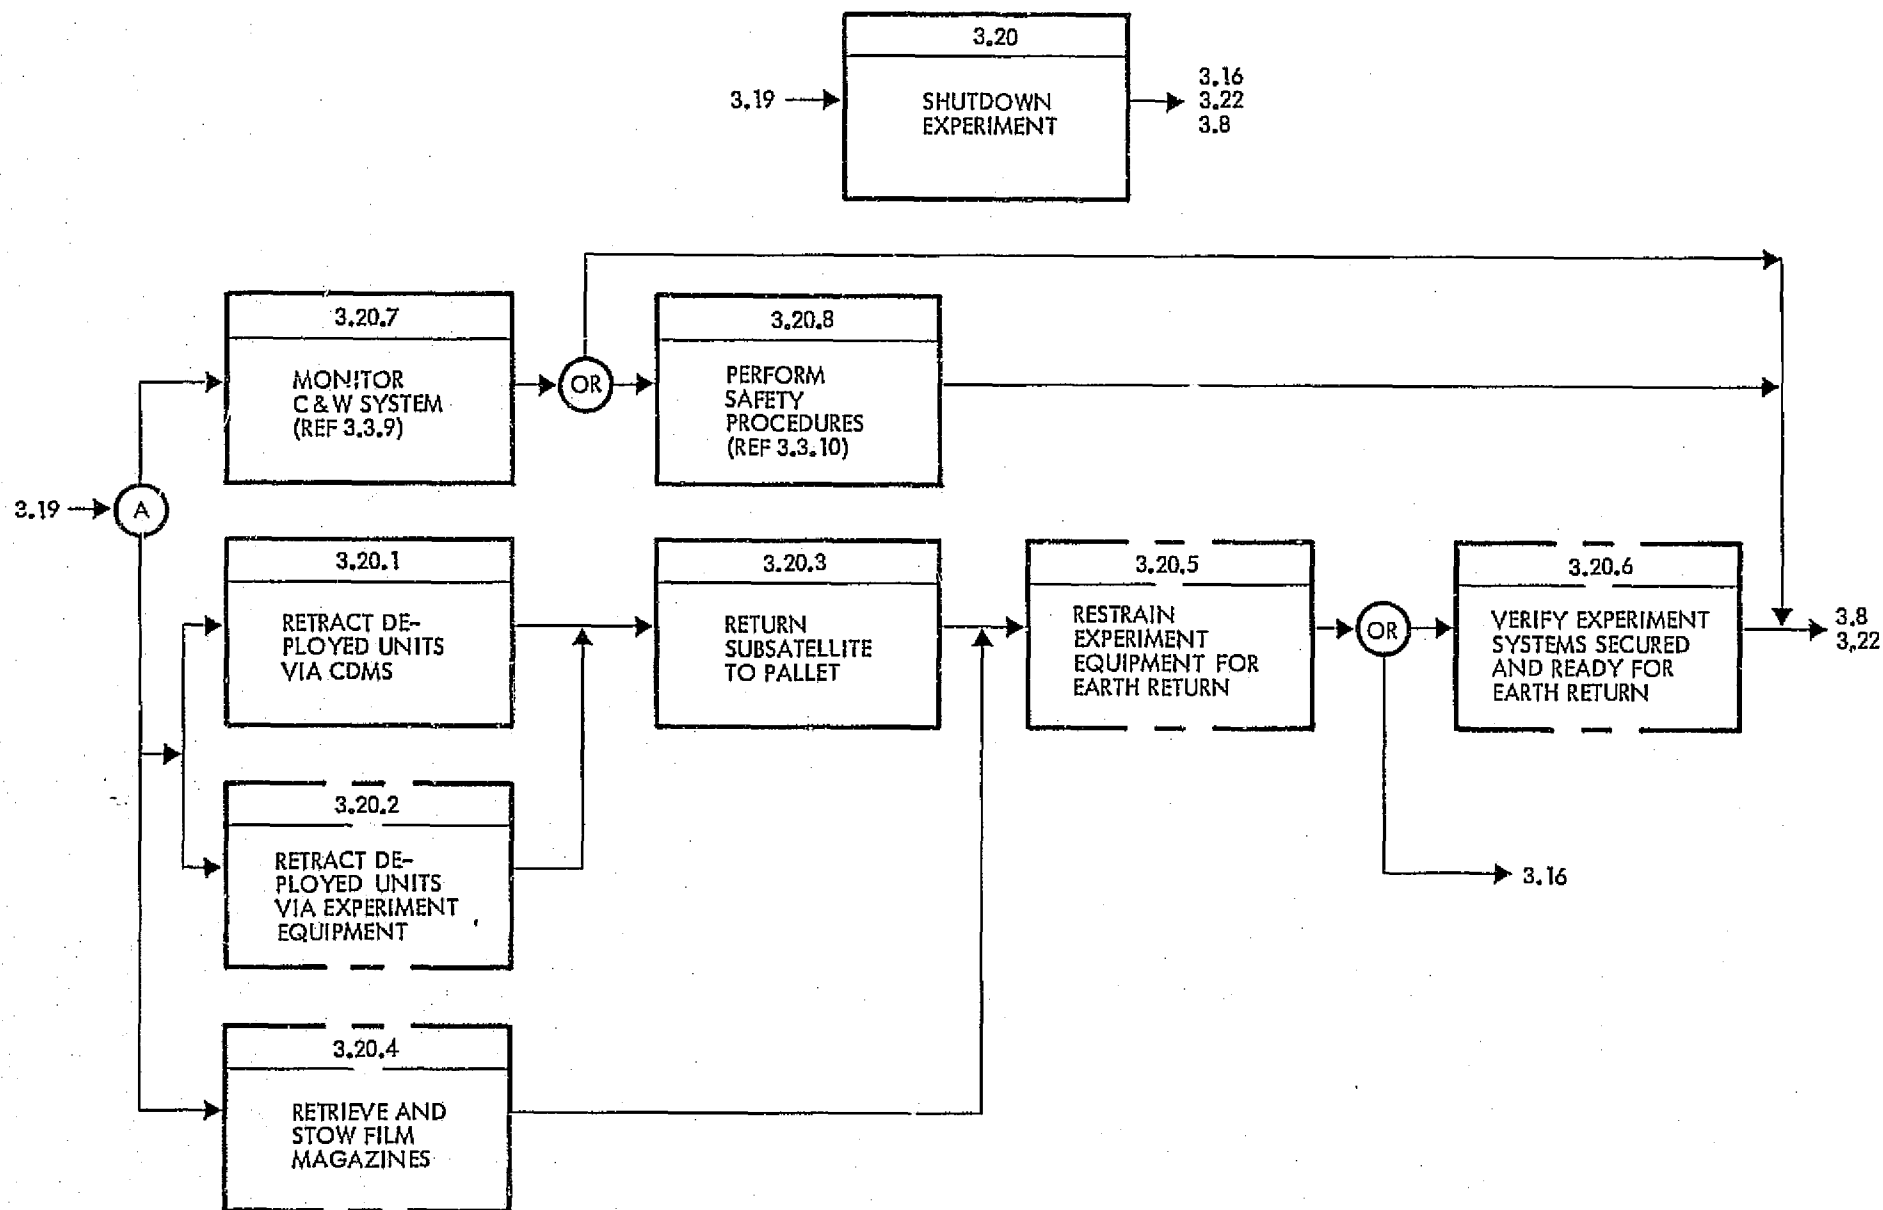 3.20
3.19
SHUTDOWN
EXPERIMENT
3.16
3.22
3.8
3.20.7
MONITOR
C & W SYSTEM
(REF 3.3.9)
OR
3.20.8
PERFORM
SAFETY
PROCEDURES
(REF 3.3.10)
3.19
A
3.20.1
RETRACT DE-
PLOYED UNITS
VIA CDMS
3.20.3
RETURN
SUBSATELLITE
TO PALLET
3.20.5
RESTRAIN
EXPERIMENT
EQUIPMENT FOR
EARTH RETURN
OR
3.20.6
VERIFY EXPERIMENT
SYSTEMS SECURED
AND READY FOR
EARTH RETURN
3.8
3.22
3.20.2
RETRACT DE-
PLOYED UNITS
VIA EXPERIMENT
EQUIPMENT
3.16
3.20.4
RETRIEVE AND
STOW FILM
MAGAZINES